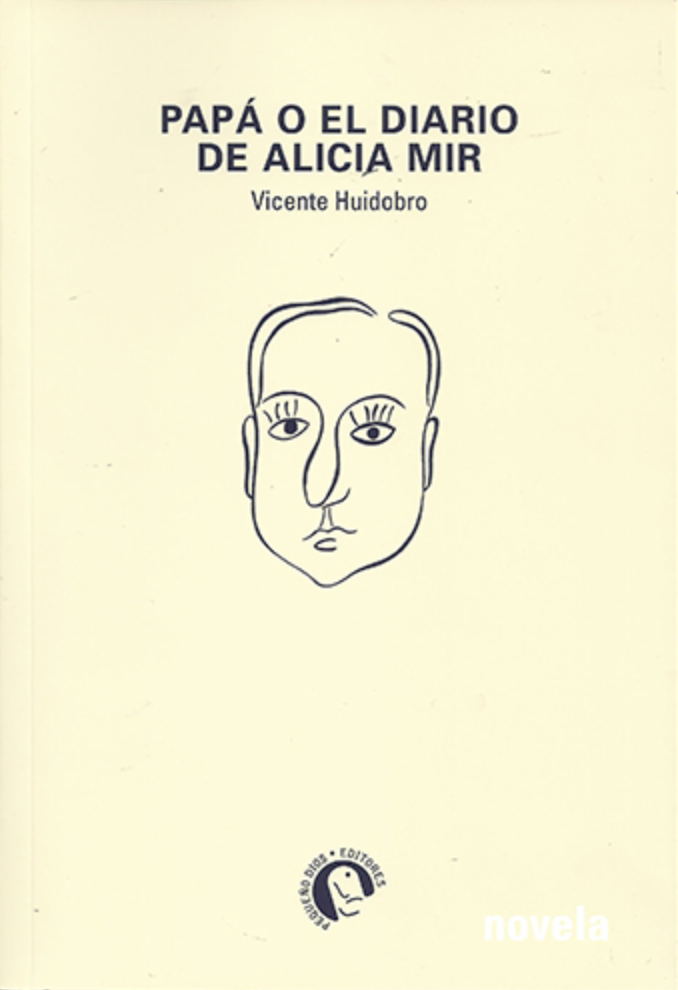 PAPÁ O EL DIARIO
DE ALICIA MIR
Vicente Huidobro
PEQUEÑO DIOS • EDITORES
novela